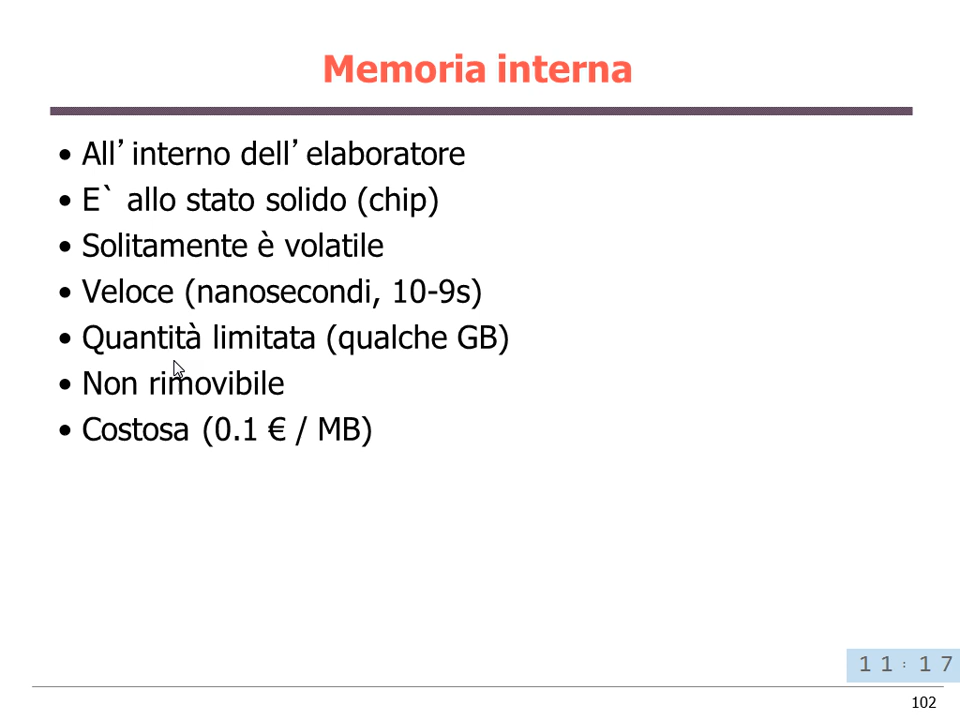 Memoria interna
• All’interno dell’elaboratore
• E` allo stato solido (chip)
• Solitamente è volatile
• Veloce (nanosecondi, 10-9s)
• Quantità limitata (qualche GB)
• Non rimovibile
• Costosa (0.1 € / MB)
11:17
102